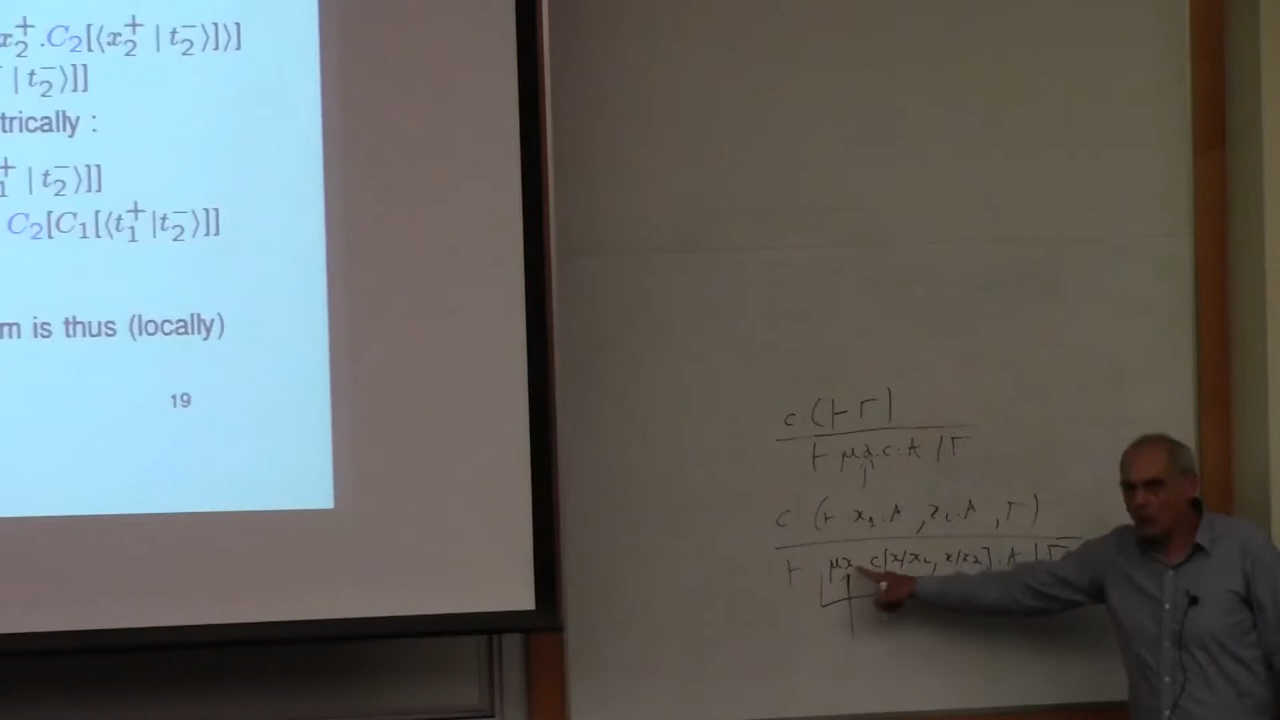 x₂⁺.C₂[⟨x₂⁺ | t₂⁻⟩]⟩]
| t₂⁻⟩]]
trically :
₁⁺ | t₂⁻⟩]]
C₂[C₁[⟨t₁⁺|t₂⁻⟩]]
m is thus (locally)
19
c : (⊢ Γ)
⊢ μx.c : A | Γ
c : (⊢ x₁:A , x₂:A , Γ)
⊢ μx. c[x/x₁, x/x₂] : A | Γ